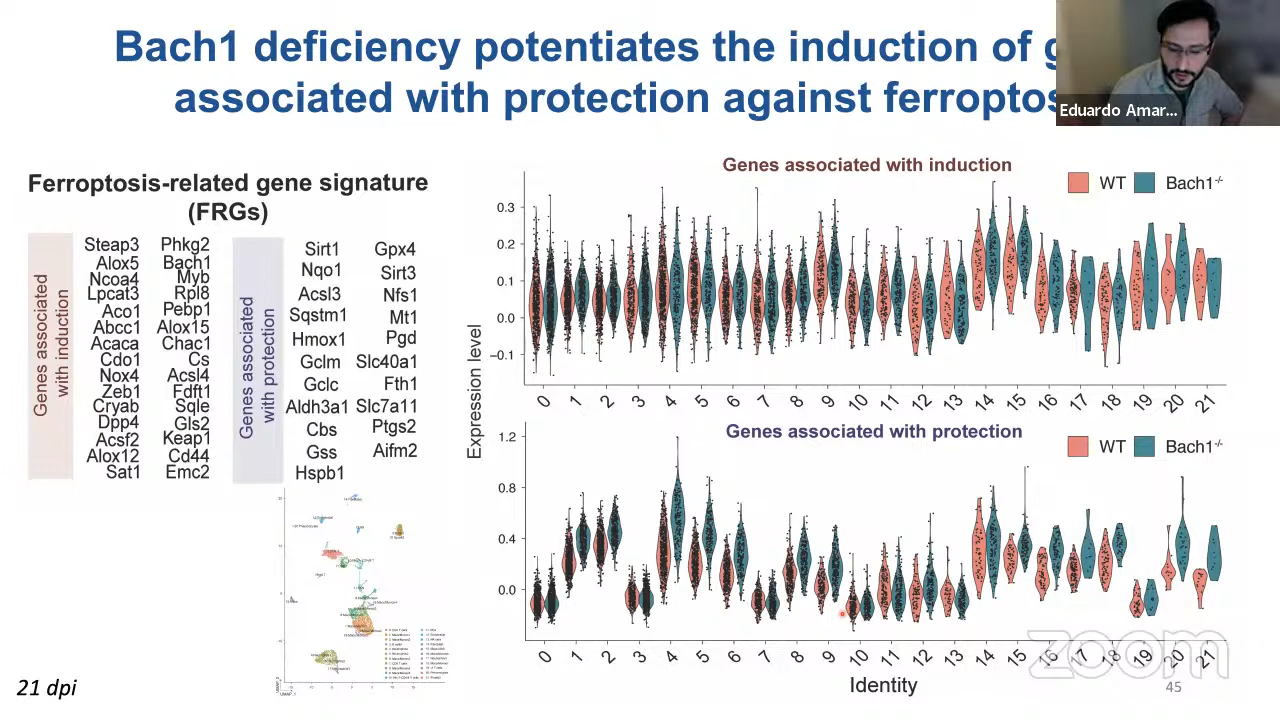 Bach1 deficiency potentiates the induction of g
associated with protection against ferroptos
Eduardo Amar...
Ferroptosis-related gene signature
(FRGs)
Genes associated
with induction
Steap3 Phkg2
Alox5 Bach1
Ncoa4 Myb
Lpcat3 Rpl8
Aco1 Pebp1
Abcc1 Alox15
Acaca Chac1
Cdo1 Cs
Nox4 Acsl4
Zeb1 Fdft1
Cryab Sqle
Dpp4 Gls2
Acsf2 Keap1
Alox12 Cd44
Sat1 Emc2
Genes associated
with protection
Sirt1 Gpx4
Nqo1 Sirt3
Acsl3 Nfs1
Sqstm1 Mt1
Hmox1 Pgd
Gclm Slc40a1
Gclc Fth1
Aldh3a1 Slc7a11
Cbs Ptgs2
Gss Aifm2
Hspb1
Genes associated with induction
WT Bach1-/-
0.3
0.2
0.1
0.0
−0.1
0 1 2 3 4 5 6 7 8 9 10 11 12 13 14 15 16 17 18 19 20 21
Expression level
Genes associated with protection
WT Bach1-/-
1.2
0.8
0.4
0.0
0 1 2 3 4 5 6 7 8 9 10 11 12 13 14 15 16 17 18 19 20 21
Identity
UMAP_1
21 dpi
zoom
45